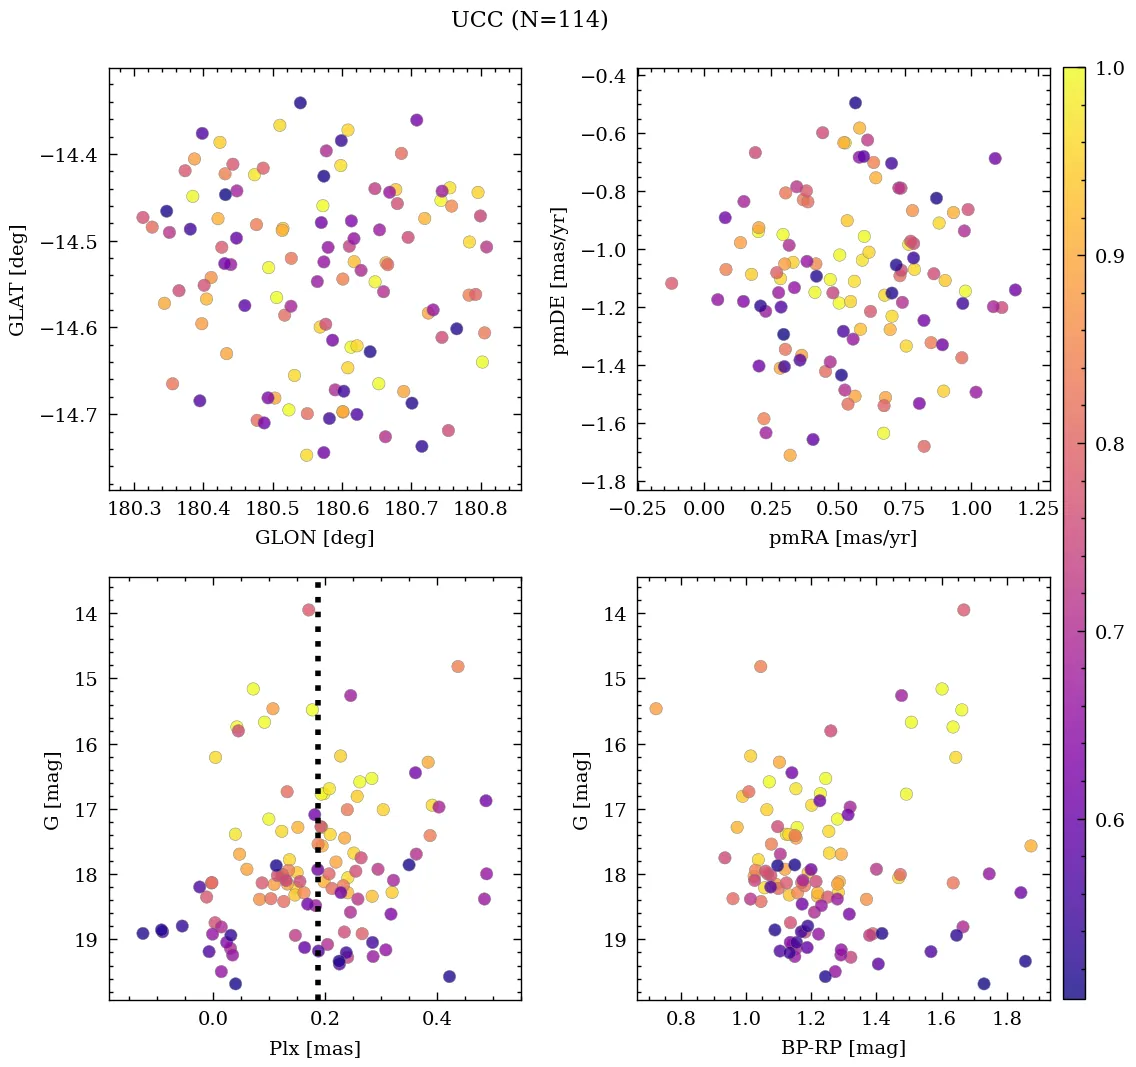 UCC (N=114)
−14.4
−14.5
−14.6
−14.7
GLAT [deg]
180.3 180.4 180.5 180.6 180.7 180.8
GLON [deg]
−0.4
−0.6
−0.8
−1.0
−1.2
−1.4
−1.6
−1.8
pmDE [mas/yr]
−0.25 0.00 0.25 0.50 0.75 1.00 1.25
pmRA [mas/yr]
1.0
0.9
0.8
0.7
0.6
14
15
16
17
18
19
G [mag]
0.0 0.2 0.4
Plx [mas]
14
15
16
17
18
19
G [mag]
0.8 1.0 1.2 1.4 1.6 1.8
BP-RP [mag]